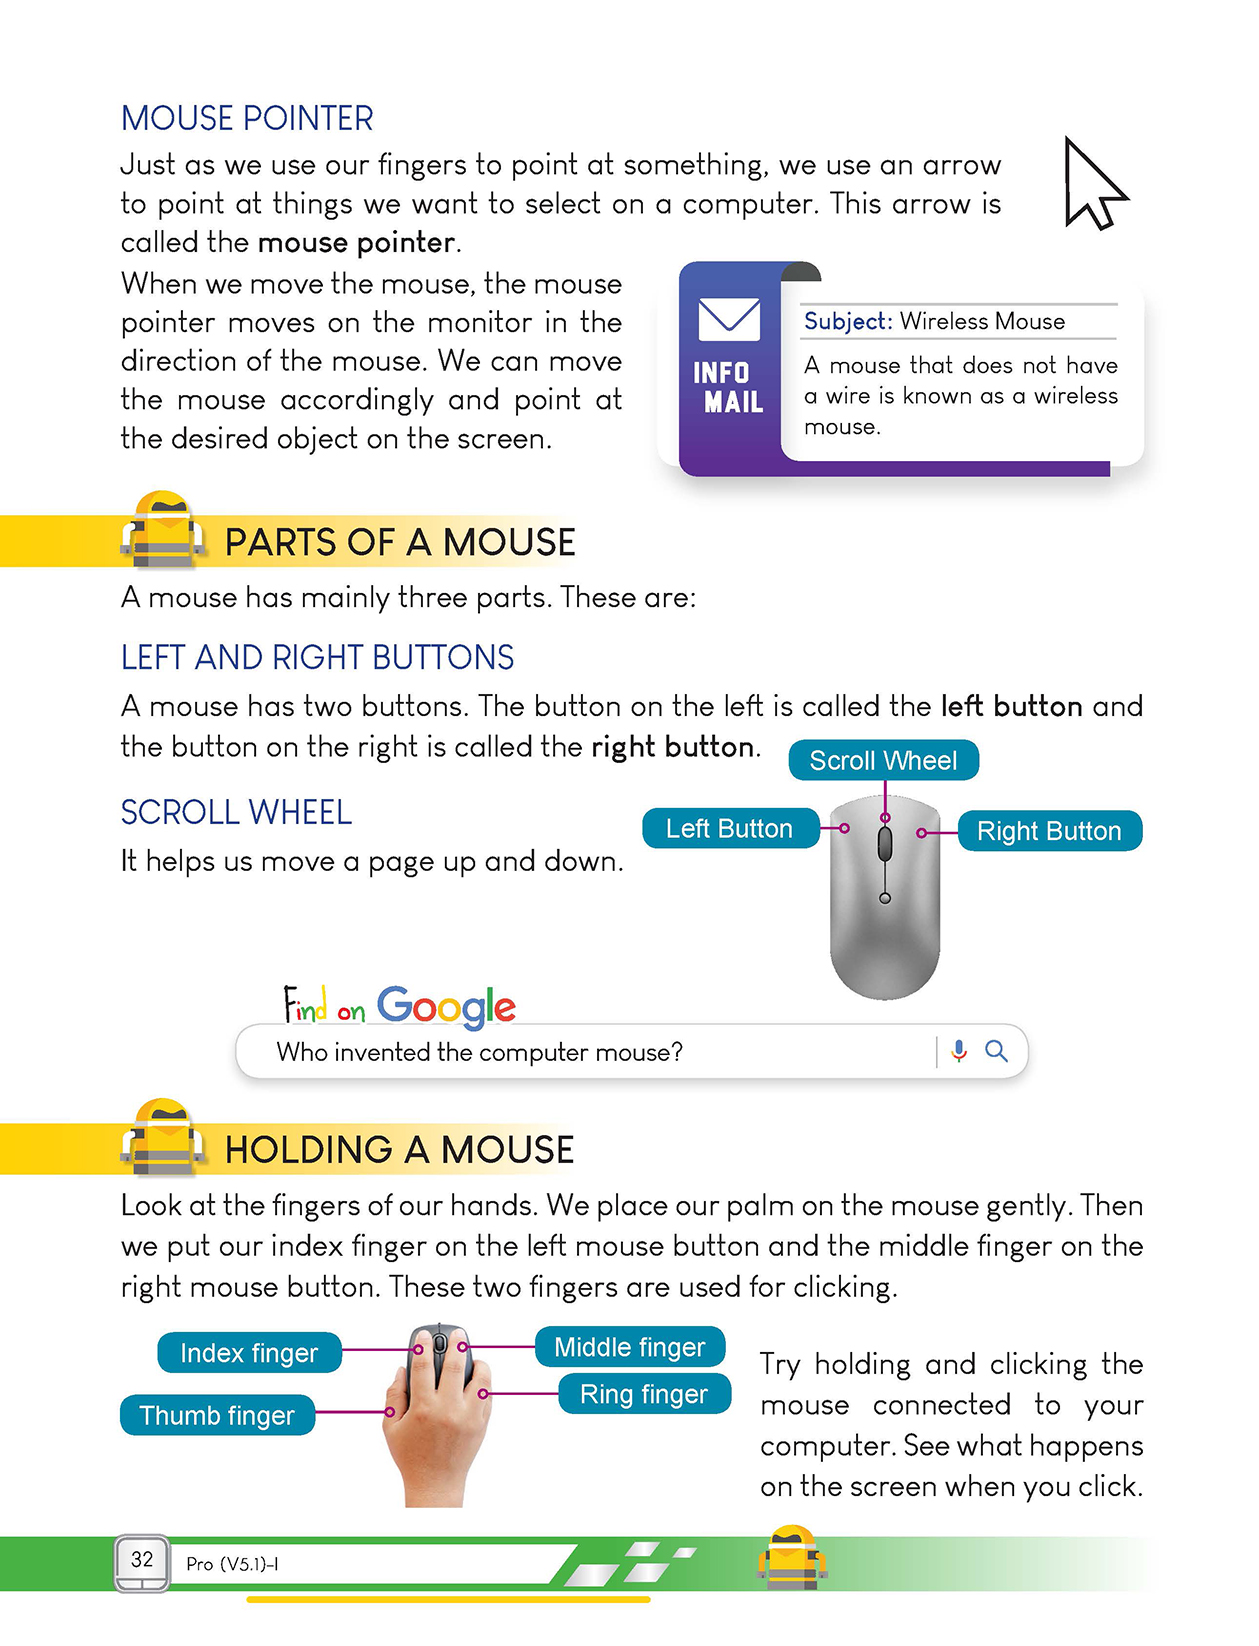 MOUSE POINTER
Just as we use our fingers to point at something, we use an arrow
to point at things we want to select on a computer. This arrow is
called the mouse pointer.
When we move the mouse, the mouse
pointer moves on the monitor in the
direction of the mouse. We can move
the mouse accordingly and point at
the desired object on the screen.
INFO
MAIL
Subject: Wireless Mouse
A mouse that does not have
a wire is known as a wireless
mouse.
PARTS OF A MOUSE
A mouse has mainly three parts. These are:
LEFT AND RIGHT BUTTONS
A mouse has two buttons. The button on the left is called the left button and
the button on the right is called the right button.
SCROLL WHEEL
It helps us move a page up and down.
Scroll Wheel
Left Button
Right Button
Find on Google
Who invented the computer mouse?
HOLDING A MOUSE
Look at the fingers of our hands. We place our palm on the mouse gently. Then
we put our index finger on the left mouse button and the middle finger on the
right mouse button. These two fingers are used for clicking.
Index finger
Middle finger
Ring finger
Thumb finger
Try holding and clicking the
mouse connected to your
computer. See what happens
on the screen when you click.
32
Pro (V5.1)-I